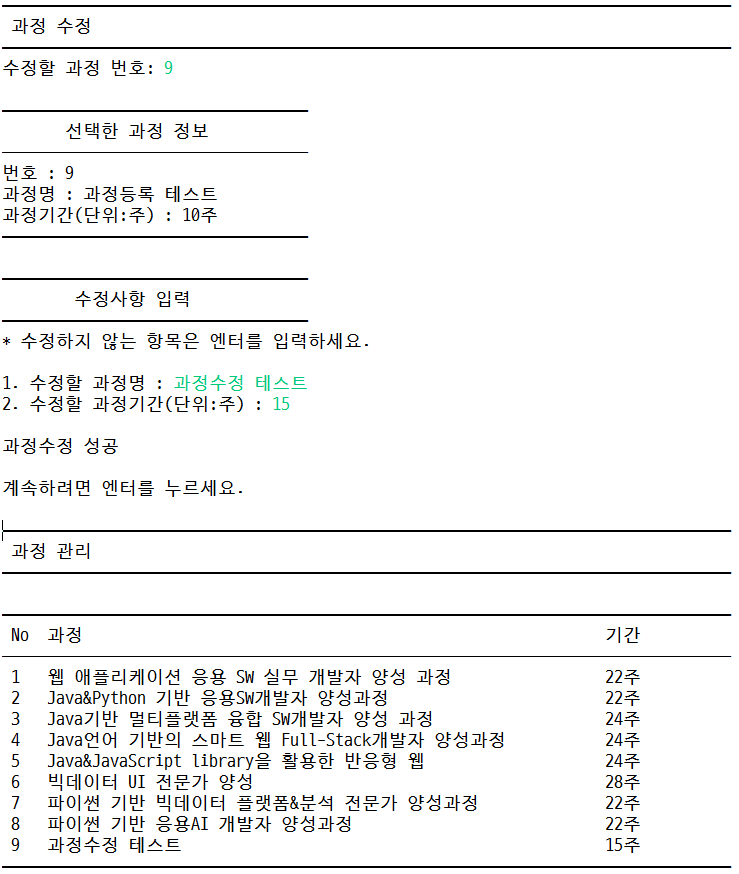 과정 수정
수정할 과정 번호: 9
선택한 과정 정보
번호 : 9
과정명 : 과정등록 테스트
과정기간(단위:주) : 10주
수정사항 입력
* 수정하지 않는 항목은 엔터를 입력하세요.
1. 수정할 과정명 : 과정수정 테스트
2. 수정할 과정기간(단위:주) : 15
과정수정 성공
계속하려면 엔터를 누르세요.
과정 관리
No 과정 기간
1 웹 애플리케이션 응용 SW 실무 개발자 양성 과정 22주
2 Java&Python 기반 응용SW개발자 양성과정 22주
3 Java기반 멀티플랫폼 융합 SW개발자 양성 과정 24주
4 Java언어 기반의 스마트 웹 Full-Stack개발자 양성과정 24주
5 Java&JavaScript library을 활용한 반응형 웹 24주
6 빅데이터 UI 전문가 양성 28주
7 파이썬 기반 빅데이터 플랫폼&분석 전문가 양성과정 22주
8 파이썬 기반 응용AI 개발자 양성과정 22주
9 과정수정 테스트 15주